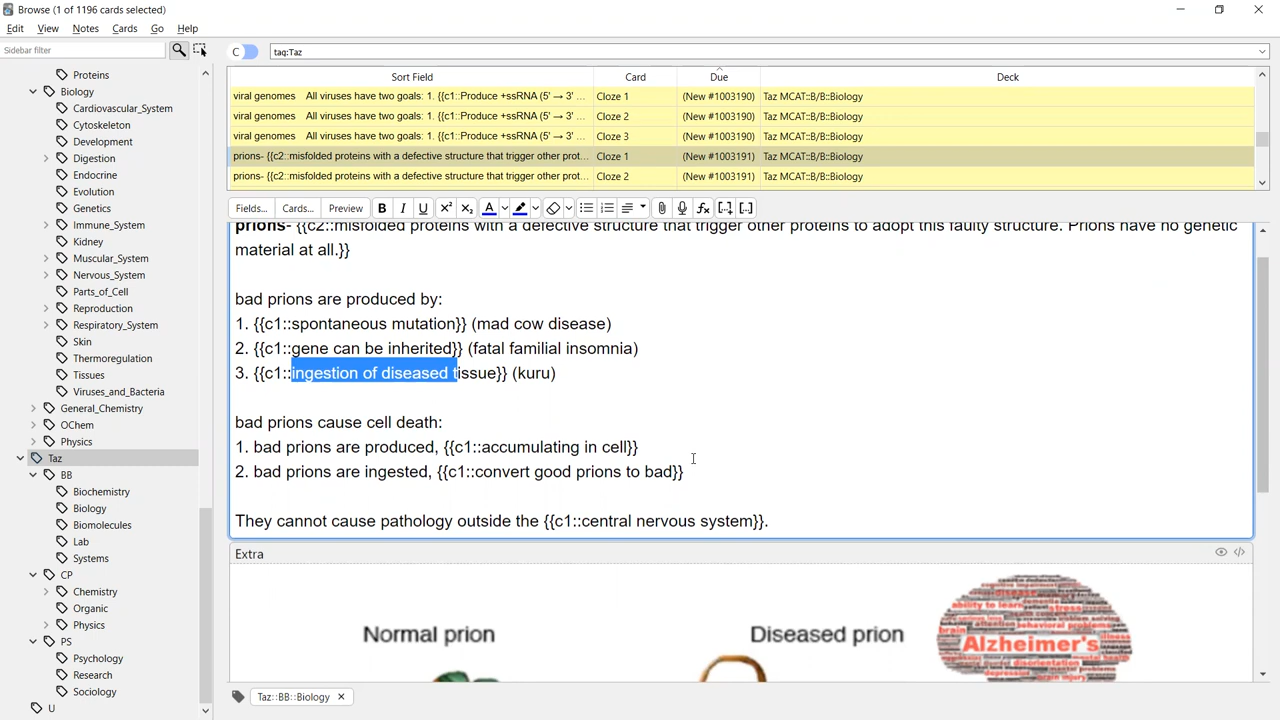 Browse (1 of 1196 cards selected)
Edit View Notes Cards Go Help
Sidebar filter
C
tag:Taz
Proteins
Biology
Cardiovascular_System
Cytoskeleton
Development
Digestion
Endocrine
Evolution
Genetics
Immune_System
Kidney
Muscular_System
Nervous_System
Parts_of_Cell
Reproduction
Respiratory_System
Skin
Thermoregulation
Tissues
Viruses_and_Bacteria
General_Chemistry
OChem
Physics
Taz
BB
Biochemistry
Biology
Biomolecules
Lab
Systems
CP
Chemistry
Organic
Physics
PS
Psychology
Research
Sociology
U
Sort Field Card Due Deck
viral genomes All viruses have two goals: 1. {{c1::Produce +ssRNA (5' → 3' ... Cloze 1 (New #1003190) Taz MCAT::B/B::Biology
viral genomes All viruses have two goals: 1. {{c1::Produce +ssRNA (5' → 3' ... Cloze 2 (New #1003190) Taz MCAT::B/B::Biology
viral genomes All viruses have two goals: 1. {{c1::Produce +ssRNA (5' → 3' ... Cloze 3 (New #1003190) Taz MCAT::B/B::Biology
prions- {{c2::misfolded proteins with a defective structure that trigger other prot... Cloze 1 (New #1003191) Taz MCAT::B/B::Biology
prions- {{c2::misfolded proteins with a defective structure that trigger other prot... Cloze 2 (New #1003191) Taz MCAT::B/B::Biology
Fields... Cards... Preview B I U X² X₂ A fx [··]+ [··]
prions- {{c2::misfolded proteins with a defective structure that trigger other proteins to adopt this faulty structure. Prions have no genetic
material at all.}}
bad prions are produced by:
1. {{c1::spontaneous mutation}} (mad cow disease)
2. {{c1::gene can be inherited}} (fatal familial insomnia)
3. {{c1::ingestion of diseased tissue}} (kuru)
bad prions cause cell death:
1. bad prions are produced, {{c1::accumulating in cell}}
2. bad prions are ingested, {{c1::convert good prions to bad}}
They cannot cause pathology outside the {{c1::central nervous system}}.
Extra
Normal prion
Diseased prion
ability to learn
behavioral problems
brain
Alzheimer's
Taz::BB::Biology